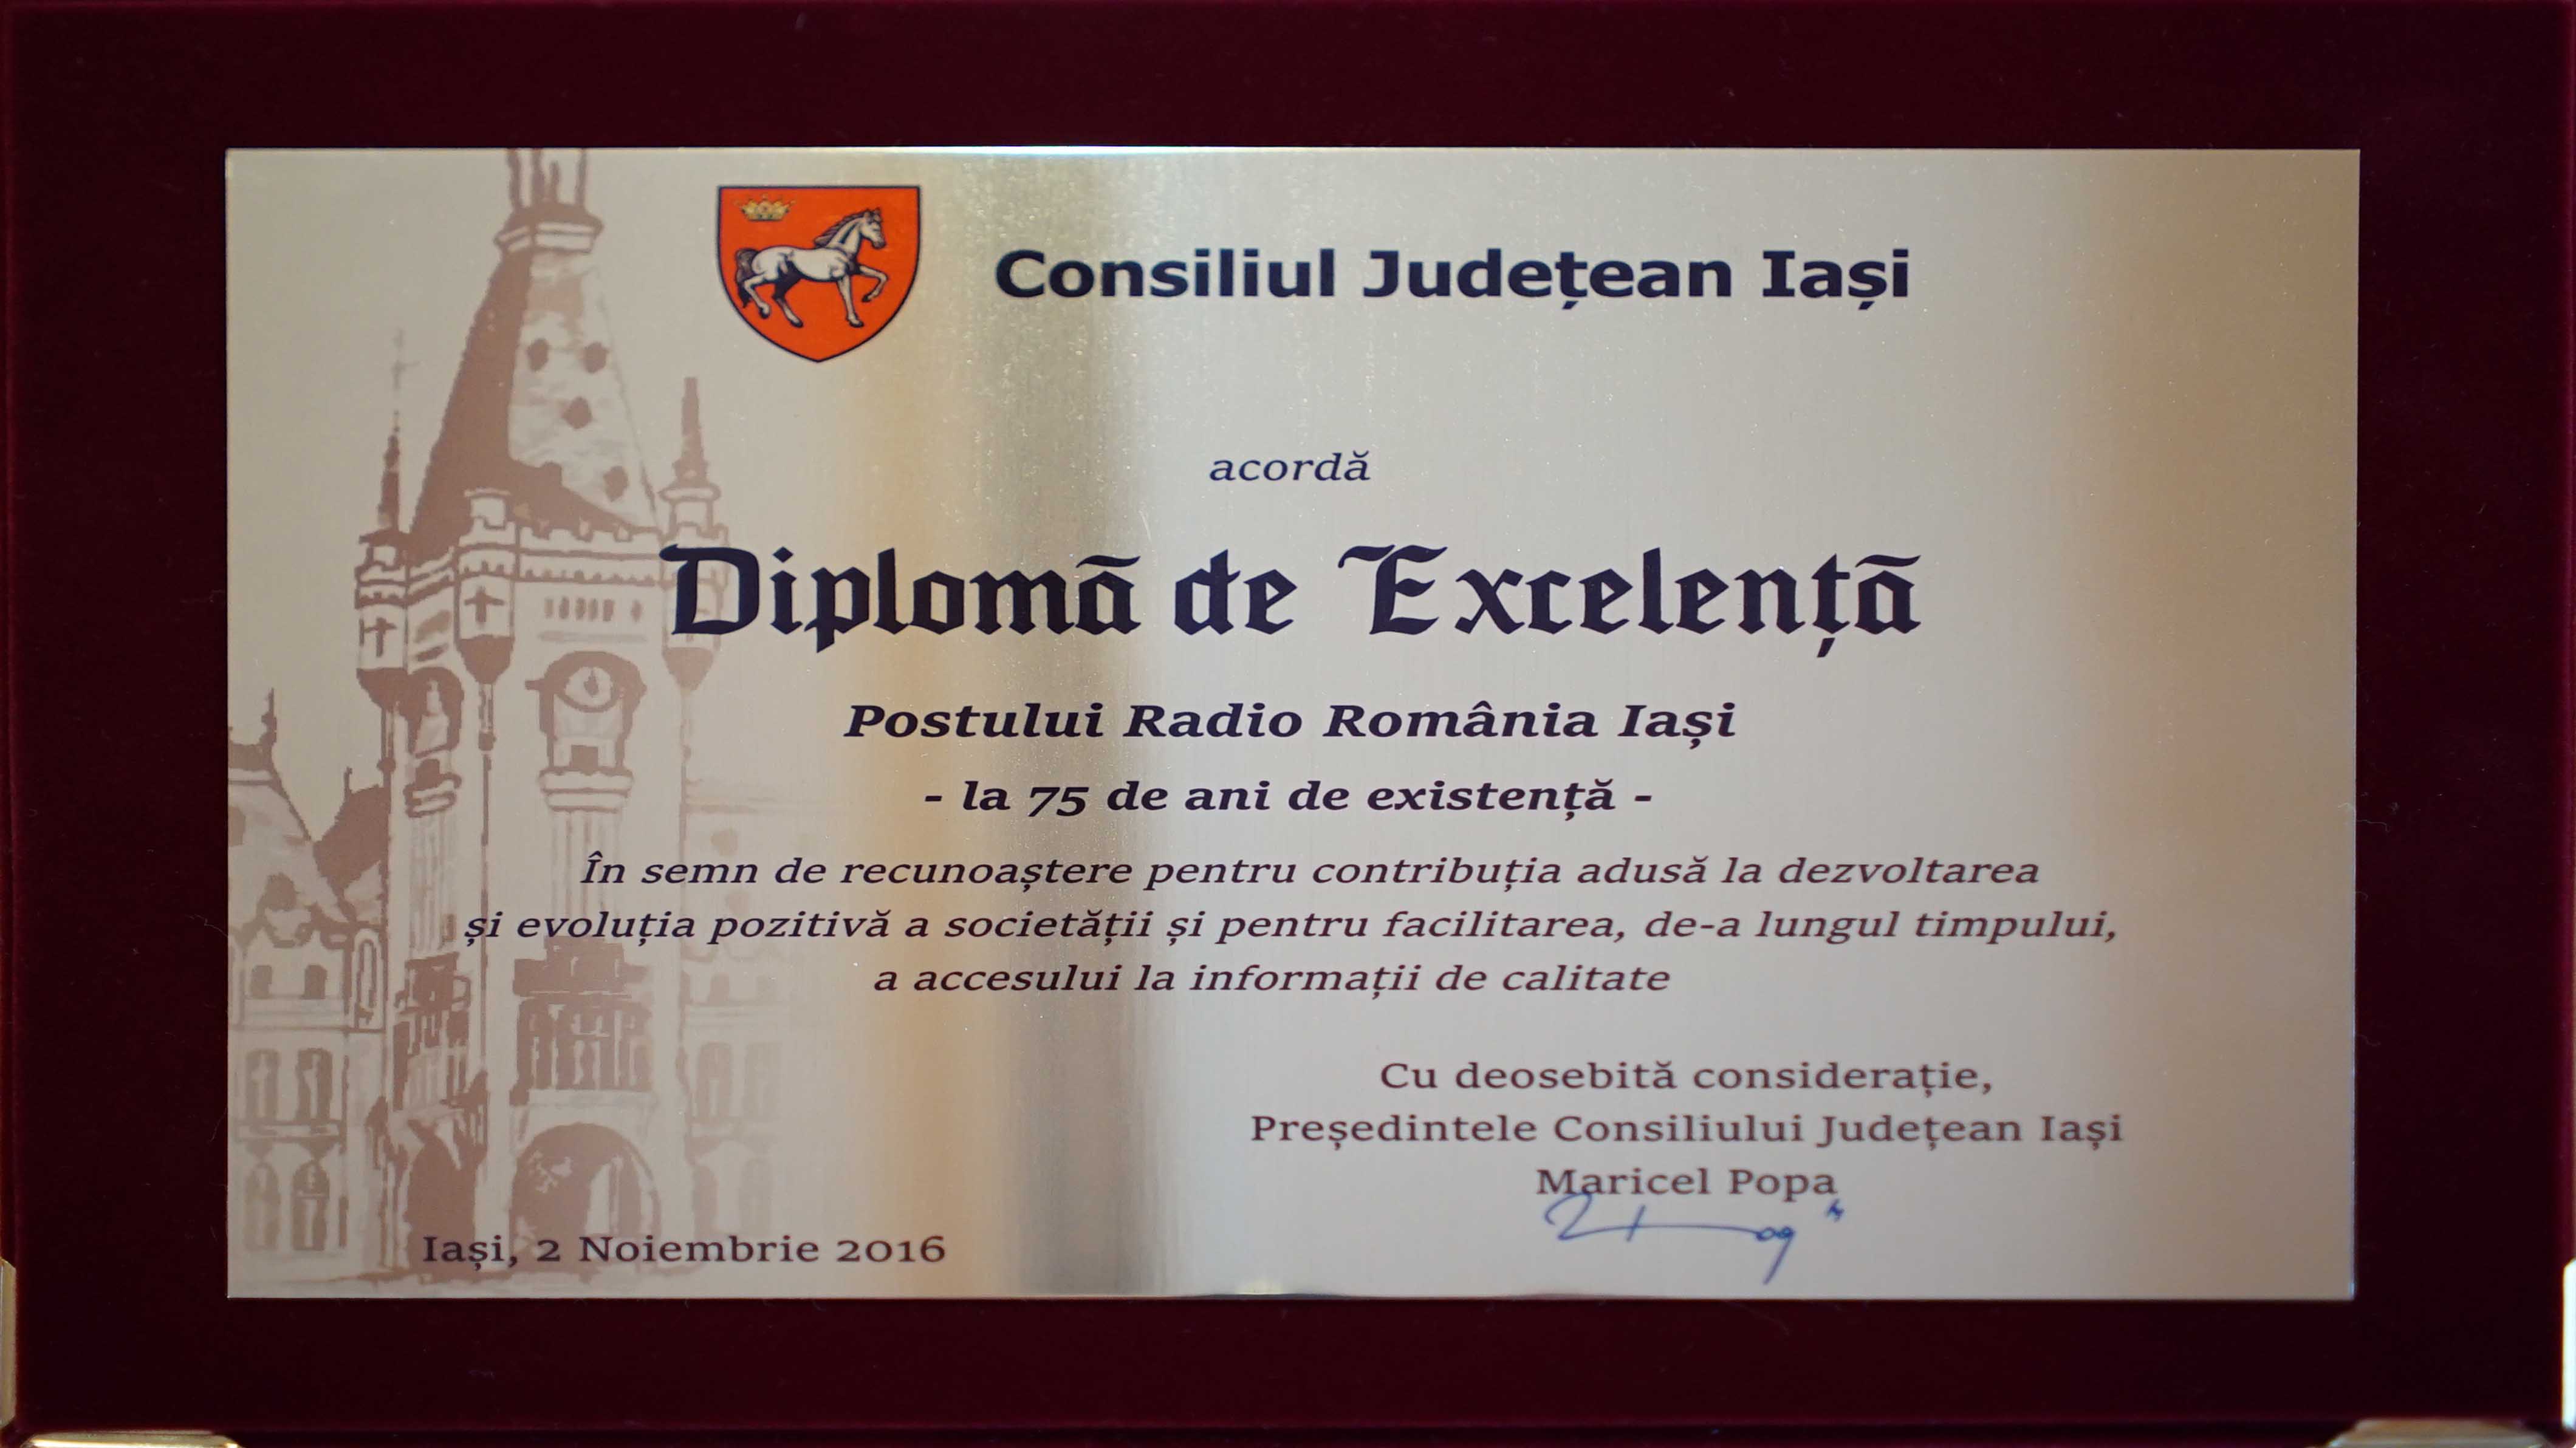 Consiliul Județean Iași
acordă
Diplomā de Excelențā
Postului Radio România Iași
- la 75 de ani de existență -
În semn de recunoaștere pentru contribuția adusă la dezvoltarea
și evoluția pozitivă a societății și pentru facilitarea, de-a lungul timpului,
a accesului la informații de calitate
Cu deosebită considerație,
Președintele Consiliului Județean Iași
Maricel Popa
Iași, 2 Noiembrie 2016